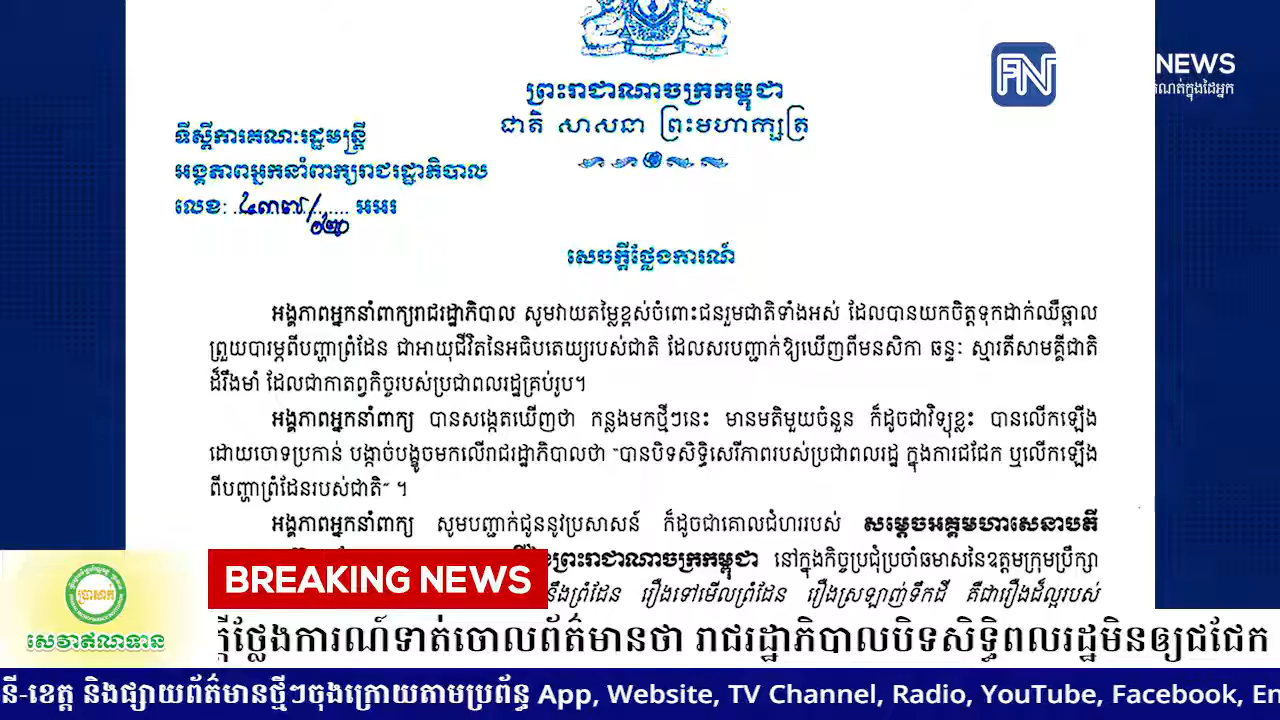 NEWS
ព្រះរាជាណាចក្រកម្ពុជា
ជាតិ សាសនា ព្រះមហាក្សត្រ
ទីស្តីការគណៈរដ្ឋមន្ត្រី
អង្គភាពអ្នកនាំពាក្យរាជរដ្ឋាភិបាល
លេខ: អអរ
សេចក្តីថ្លែងការណ៍
អង្គភាពអ្នកនាំពាក្យរាជរដ្ឋាភិបាល សូមវាយតម្លៃខ្ពស់ចំពោះជនរួមជាតិទាំងអស់ ដែលបានយកចិត្តទុកដាក់ឈឺឆ្អាល
ព្រួយបារម្ភពីបញ្ហាព្រំដែន ជាអាយុជីវិតនៃអធិបតេយ្យរបស់ជាតិ ដែលសរបញ្ជាក់ឱ្យឃើញពីមនសិកា ឆន្ទៈ ស្មារតីសាមគ្គីជាតិ
ដ៏រឹងមាំ ដែលជាកាតព្វកិច្ចរបស់ប្រជាពលរដ្ឋគ្រប់រូប។
អង្គភាពអ្នកនាំពាក្យ បានសង្កេតឃើញថា កន្លងមកថ្មីៗនេះ មានមតិមួយចំនួន ក៏ដូចជាវិទ្យុខ្លះ បានលើកឡើង
ដោយចោទប្រកាន់ បង្កាច់បង្ខូចមកលើរាជរដ្ឋាភិបាលថា “បានបិទសិទ្ធិសេរីភាពរបស់ប្រជាពលរដ្ឋ ក្នុងការជជែក ឬលើកឡើង
ពីបញ្ហាព្រំដែនរបស់ជាតិ” ។
អង្គភាពអ្នកនាំពាក្យ សូមបញ្ជាក់ជូននូវប្រសាសន៍ ក៏ដូចជាគោលជំហររបស់ សម្តេចអគ្គមហាសេនាបតី
នៃព្រះរាជាណាចក្រកម្ពុជា នៅក្នុងកិច្ចប្រជុំប្រចាំឆមាសនៃឧត្តមក្រុមប្រឹក្សា
នឹងព្រំដែន រឿងទៅមើលព្រំដែន រឿងស្រឡាញ់ទឹកដី គឺជារឿងដ៏ល្អរបស់
BREAKING NEWS
ប្រាសាក់
សេវាឥណទាន
ក្តីថ្លែងការណ៍ទាត់ចោលព័ត៌មានថា រាជរដ្ឋាភិបាលបិទសិទ្ធិពលរដ្ឋមិនឲ្យជជែក
នី-ខេត្ត និងផ្សាយព័ត៌មានថ្មីៗចុងក្រោយតាមប្រព័ន្ធ App, Website, TV Channel, Radio, YouTube, Facebook, En